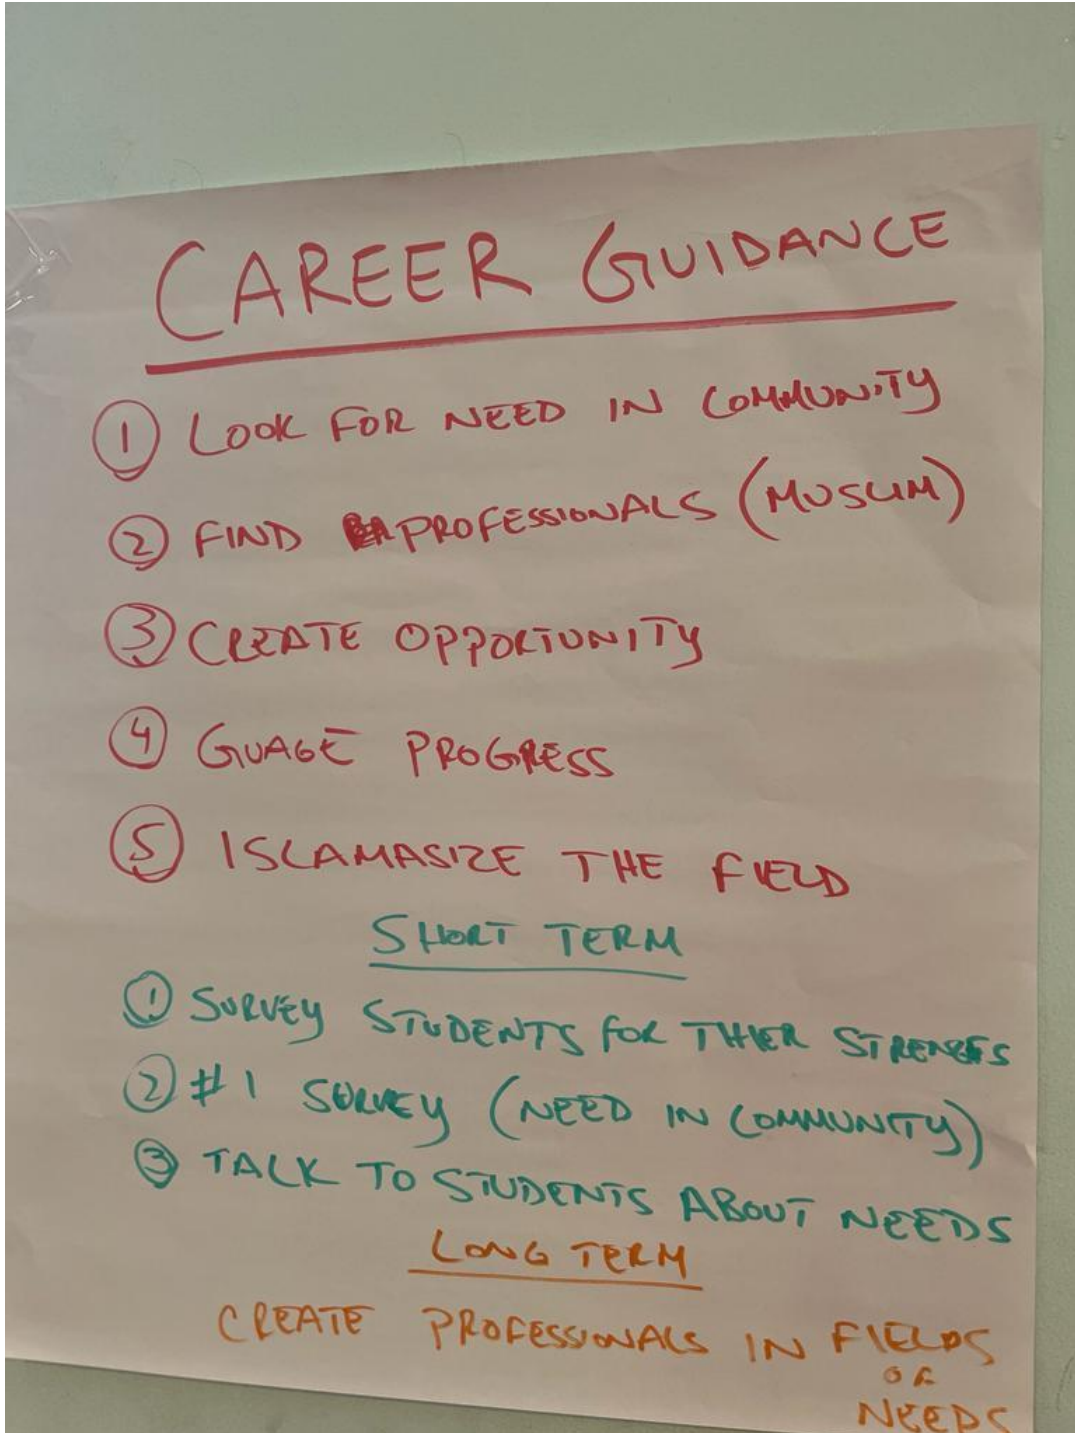 CAREER GUIDANCE
1 LOOK FOR NEED IN COMMUNITY
2 FIND PROFESSIONALS (MUSLIM)
3 CREATE OPPORTUNITY
4 GUAGE PROGRESS
5 ISLAMASIZE THE FIELD
SHORT TERM
1 SURVEY STUDENTS FOR THIER
2 #1 SURVEY (NEED IN COMMUNITY)
3 TALK TO STUDENTS ABOUT NEEDS
LONG TERM
CREATE PROFESSIONALS IN FIELDS
OF
NEEDS